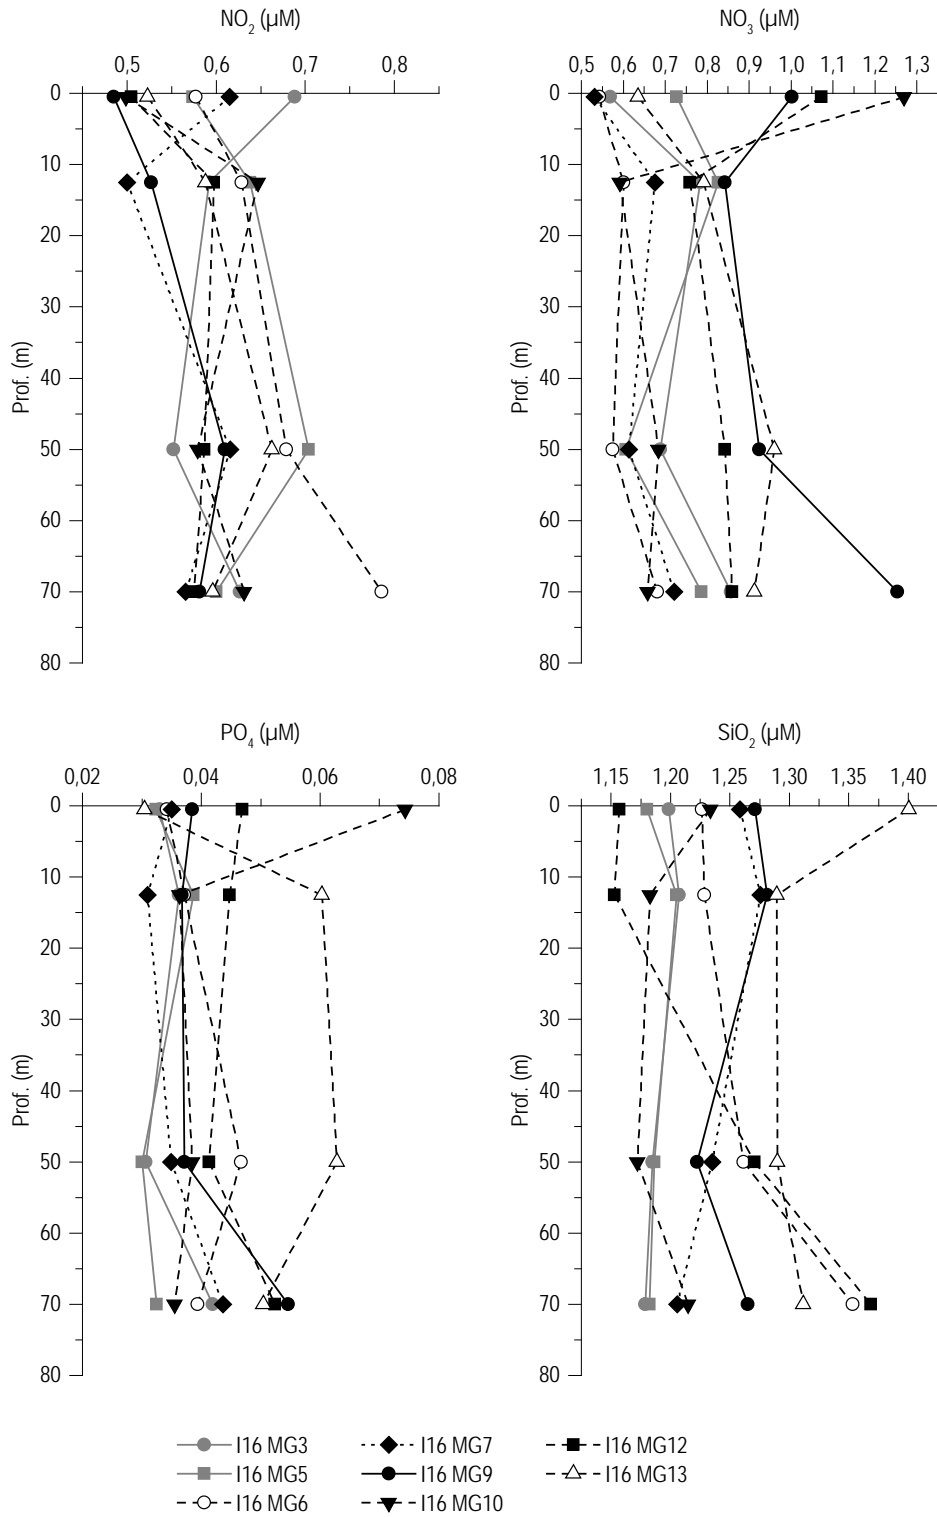 NO2 (µM)
NO3 (µM)
0,5 0,6 0,7 0,8
0,5 0,6 0,7 0,8 0,9 1,0 1,1 1,2 1,3
0
10
20
30
40
50
60
70
80
Prof. (m)
0
10
20
30
40
50
60
70
80
Prof. (m)
PO4 (µM)
SiO2 (µM)
0,02 0,04 0,06 0,08
1,15 1,20 1,25 1,30 1,35 1,40
0
10
20
30
40
50
60
70
80
Prof. (m)
0
10
20
30
40
50
60
70
80
Prof. (m)
I16 MG3 I16 MG7 I16 MG12
I16 MG5 I16 MG9 I16 MG13
I16 MG6 I16 MG10